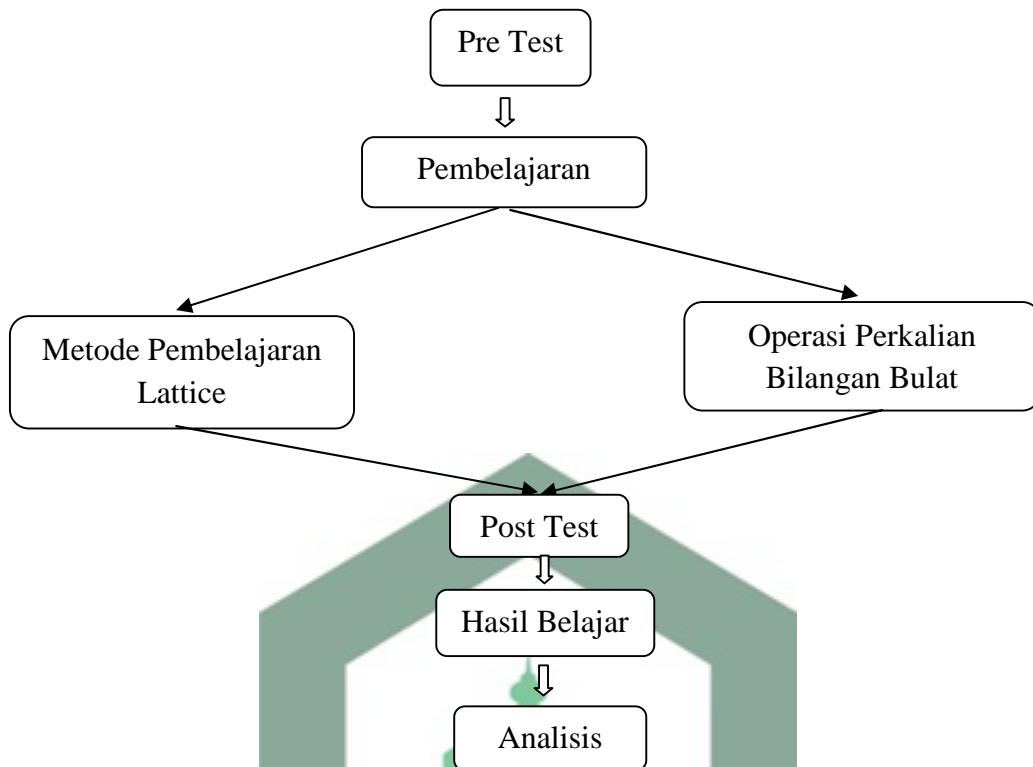 Pre Test
Pembelajaran
Metode Pembelajaran
Lattice
Operasi Perkalian
Bilangan Bulat
Post Test
Hasil Belajar
Analisis